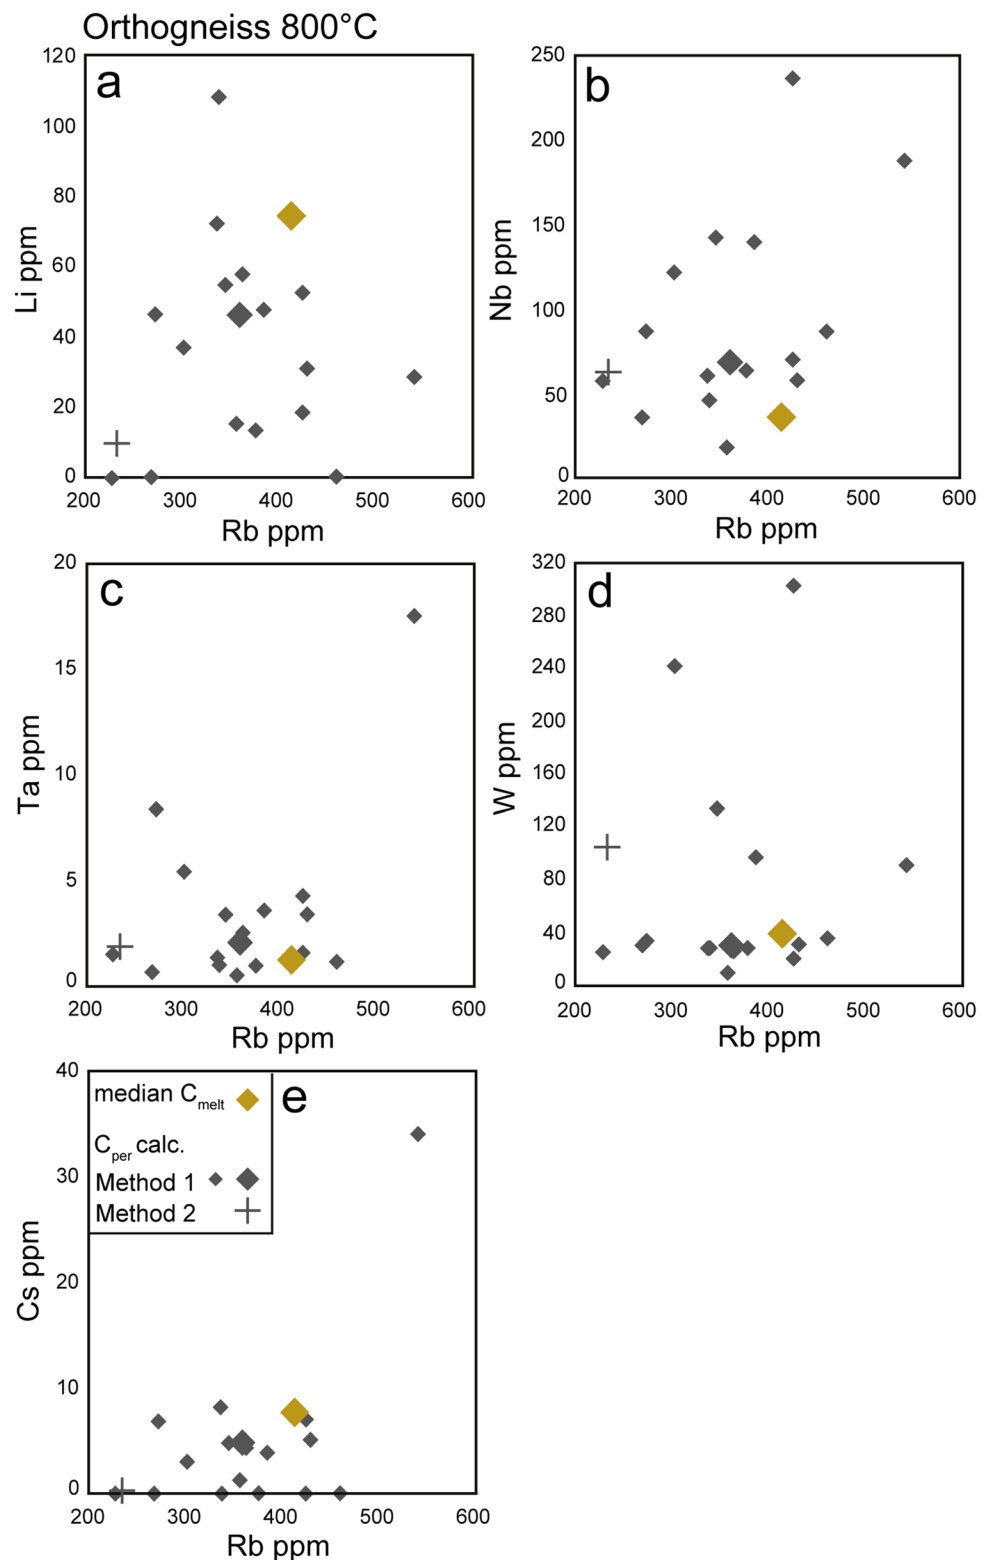 Orthogneiss 800°C
a
120
100
80
60
40
20
0
Li ppm
200 300 400 500 600
Rb ppm
b
250
200
150
100
50
0
Nb ppm
200 300 400 500 600
Rb ppm
c
20
15
10
5
0
Ta ppm
200 300 400 500 600
Rb ppm
d
320
280
240
200
160
120
80
40
0
W ppm
200 300 400 500 600
Rb ppm
e
median Cmelt
Cper calc.
Method 1
Method 2
40
30
20
10
0
Cs ppm
200 300 400 500 600
Rb ppm